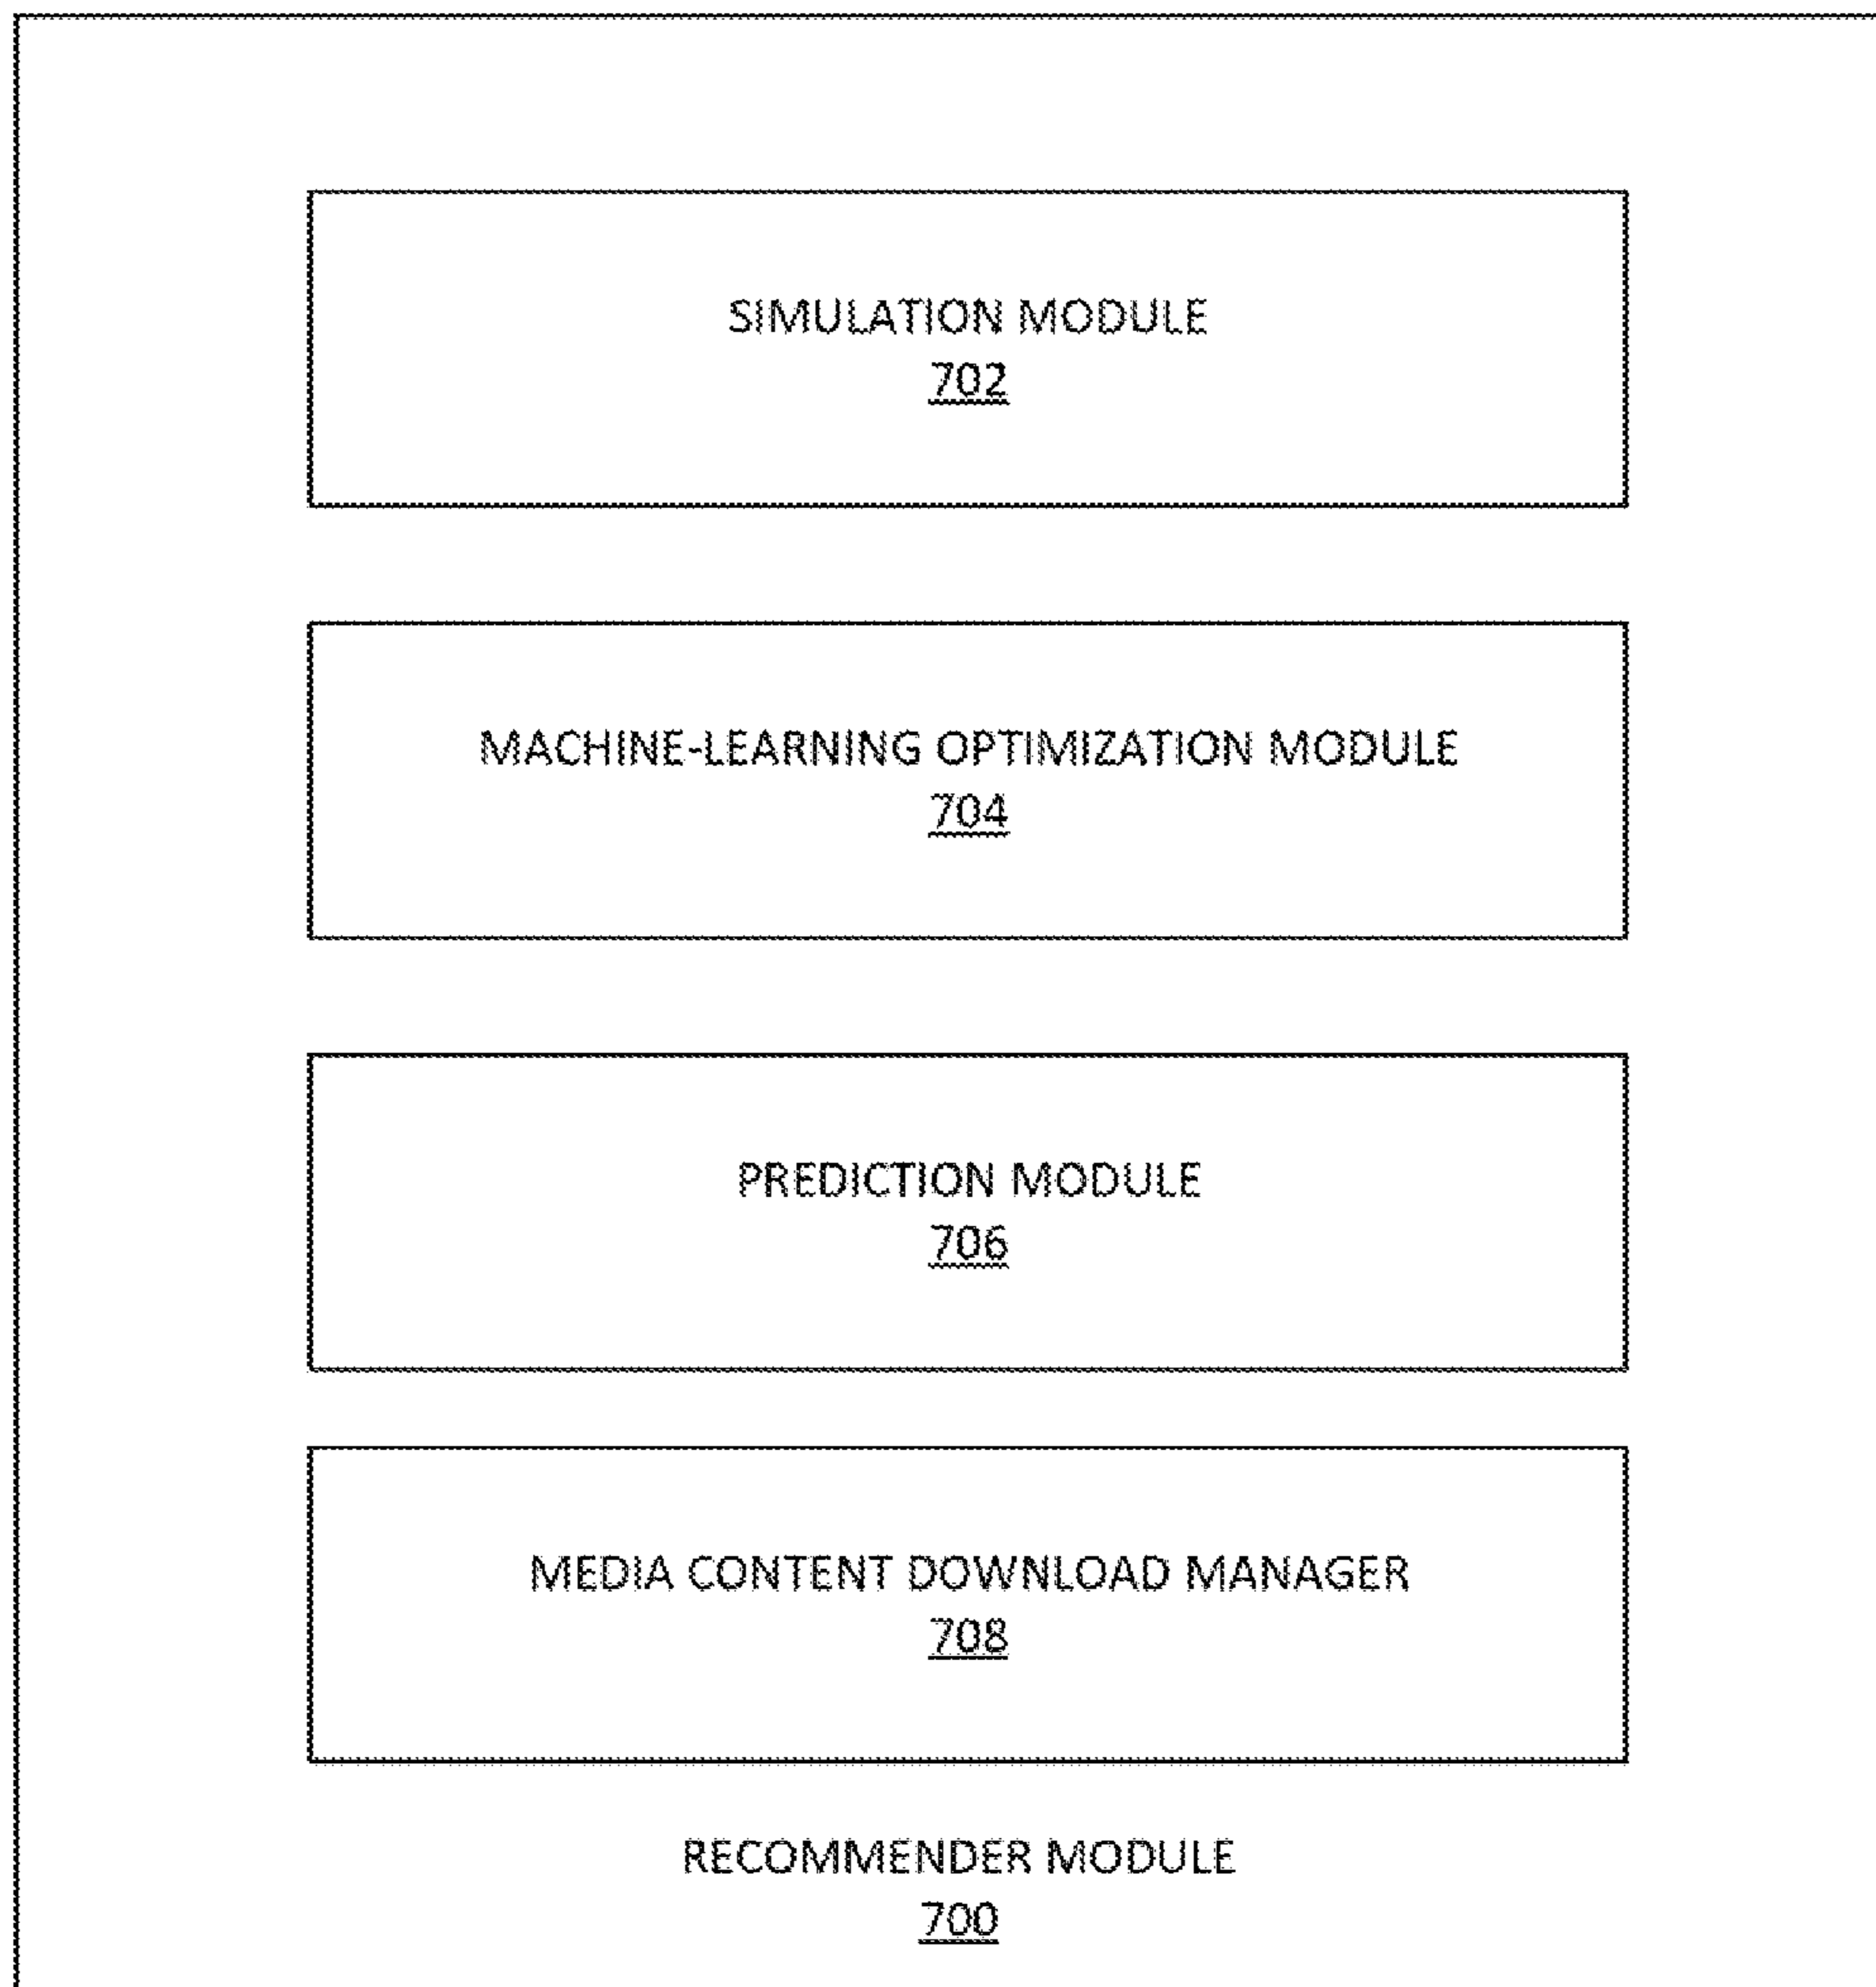 SIMULATION MODULE
702
MACHINE-LEARNING OPTIMIZATION MODULE
704
PREDICTION MODULE
706
MEDIA CONTENT DOWNLOAD MANAGER
708
RECOMMENDER MODULE
700